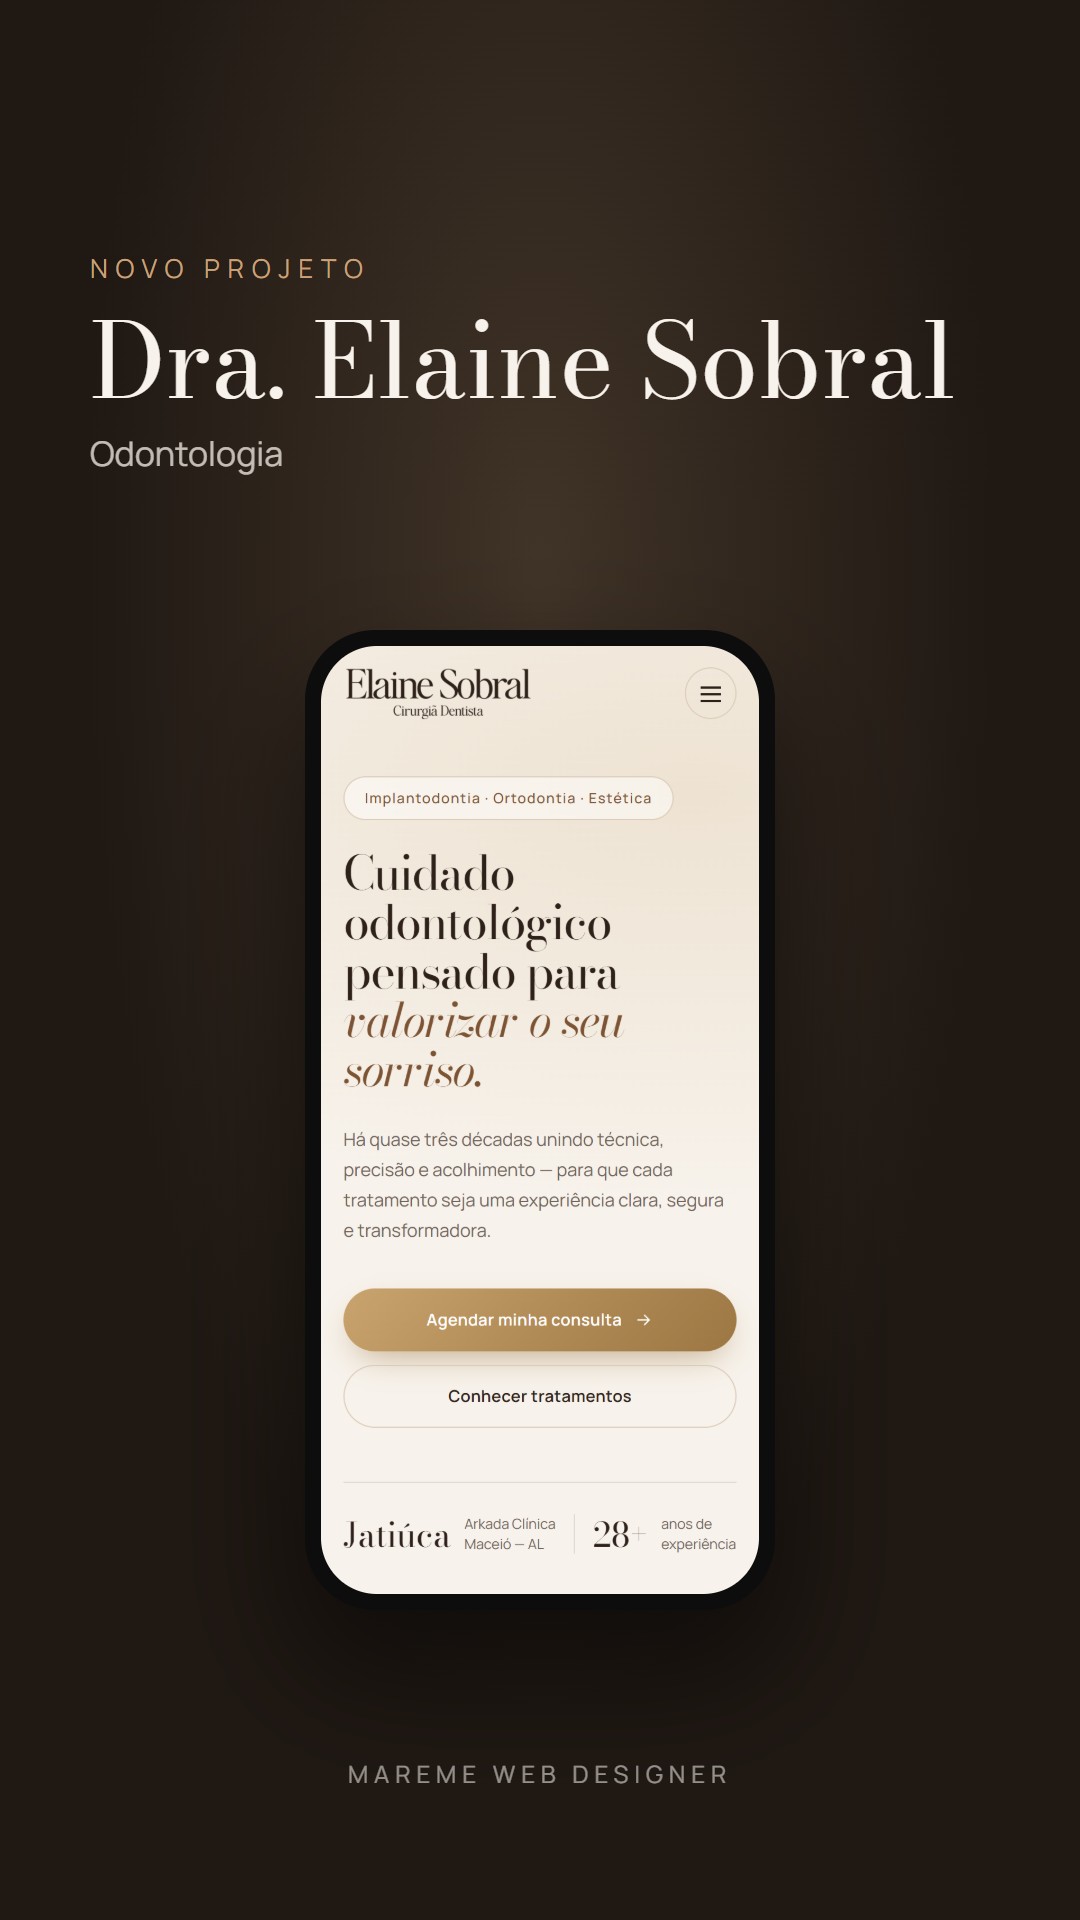 NOVO PROJETO
Dra. Elaine Sobral
Odontologia
Elaine Sobral
Cirurgiã Dentista
Implantodontia · Ortodontia · Estética
Cuidado
odontológico
pensado para
valorizar o seu
sorriso.
Há quase três décadas unindo técnica,
precisão e acolhimento — para que cada
tratamento seja uma experiência clara, segura
e transformadora.
Agendar minha consulta →
Conhecer tratamentos
Jatiúca
Arkada Clínica
Maceió — AL
28+
anos de
experiência
MAREME WEB DESIGNER